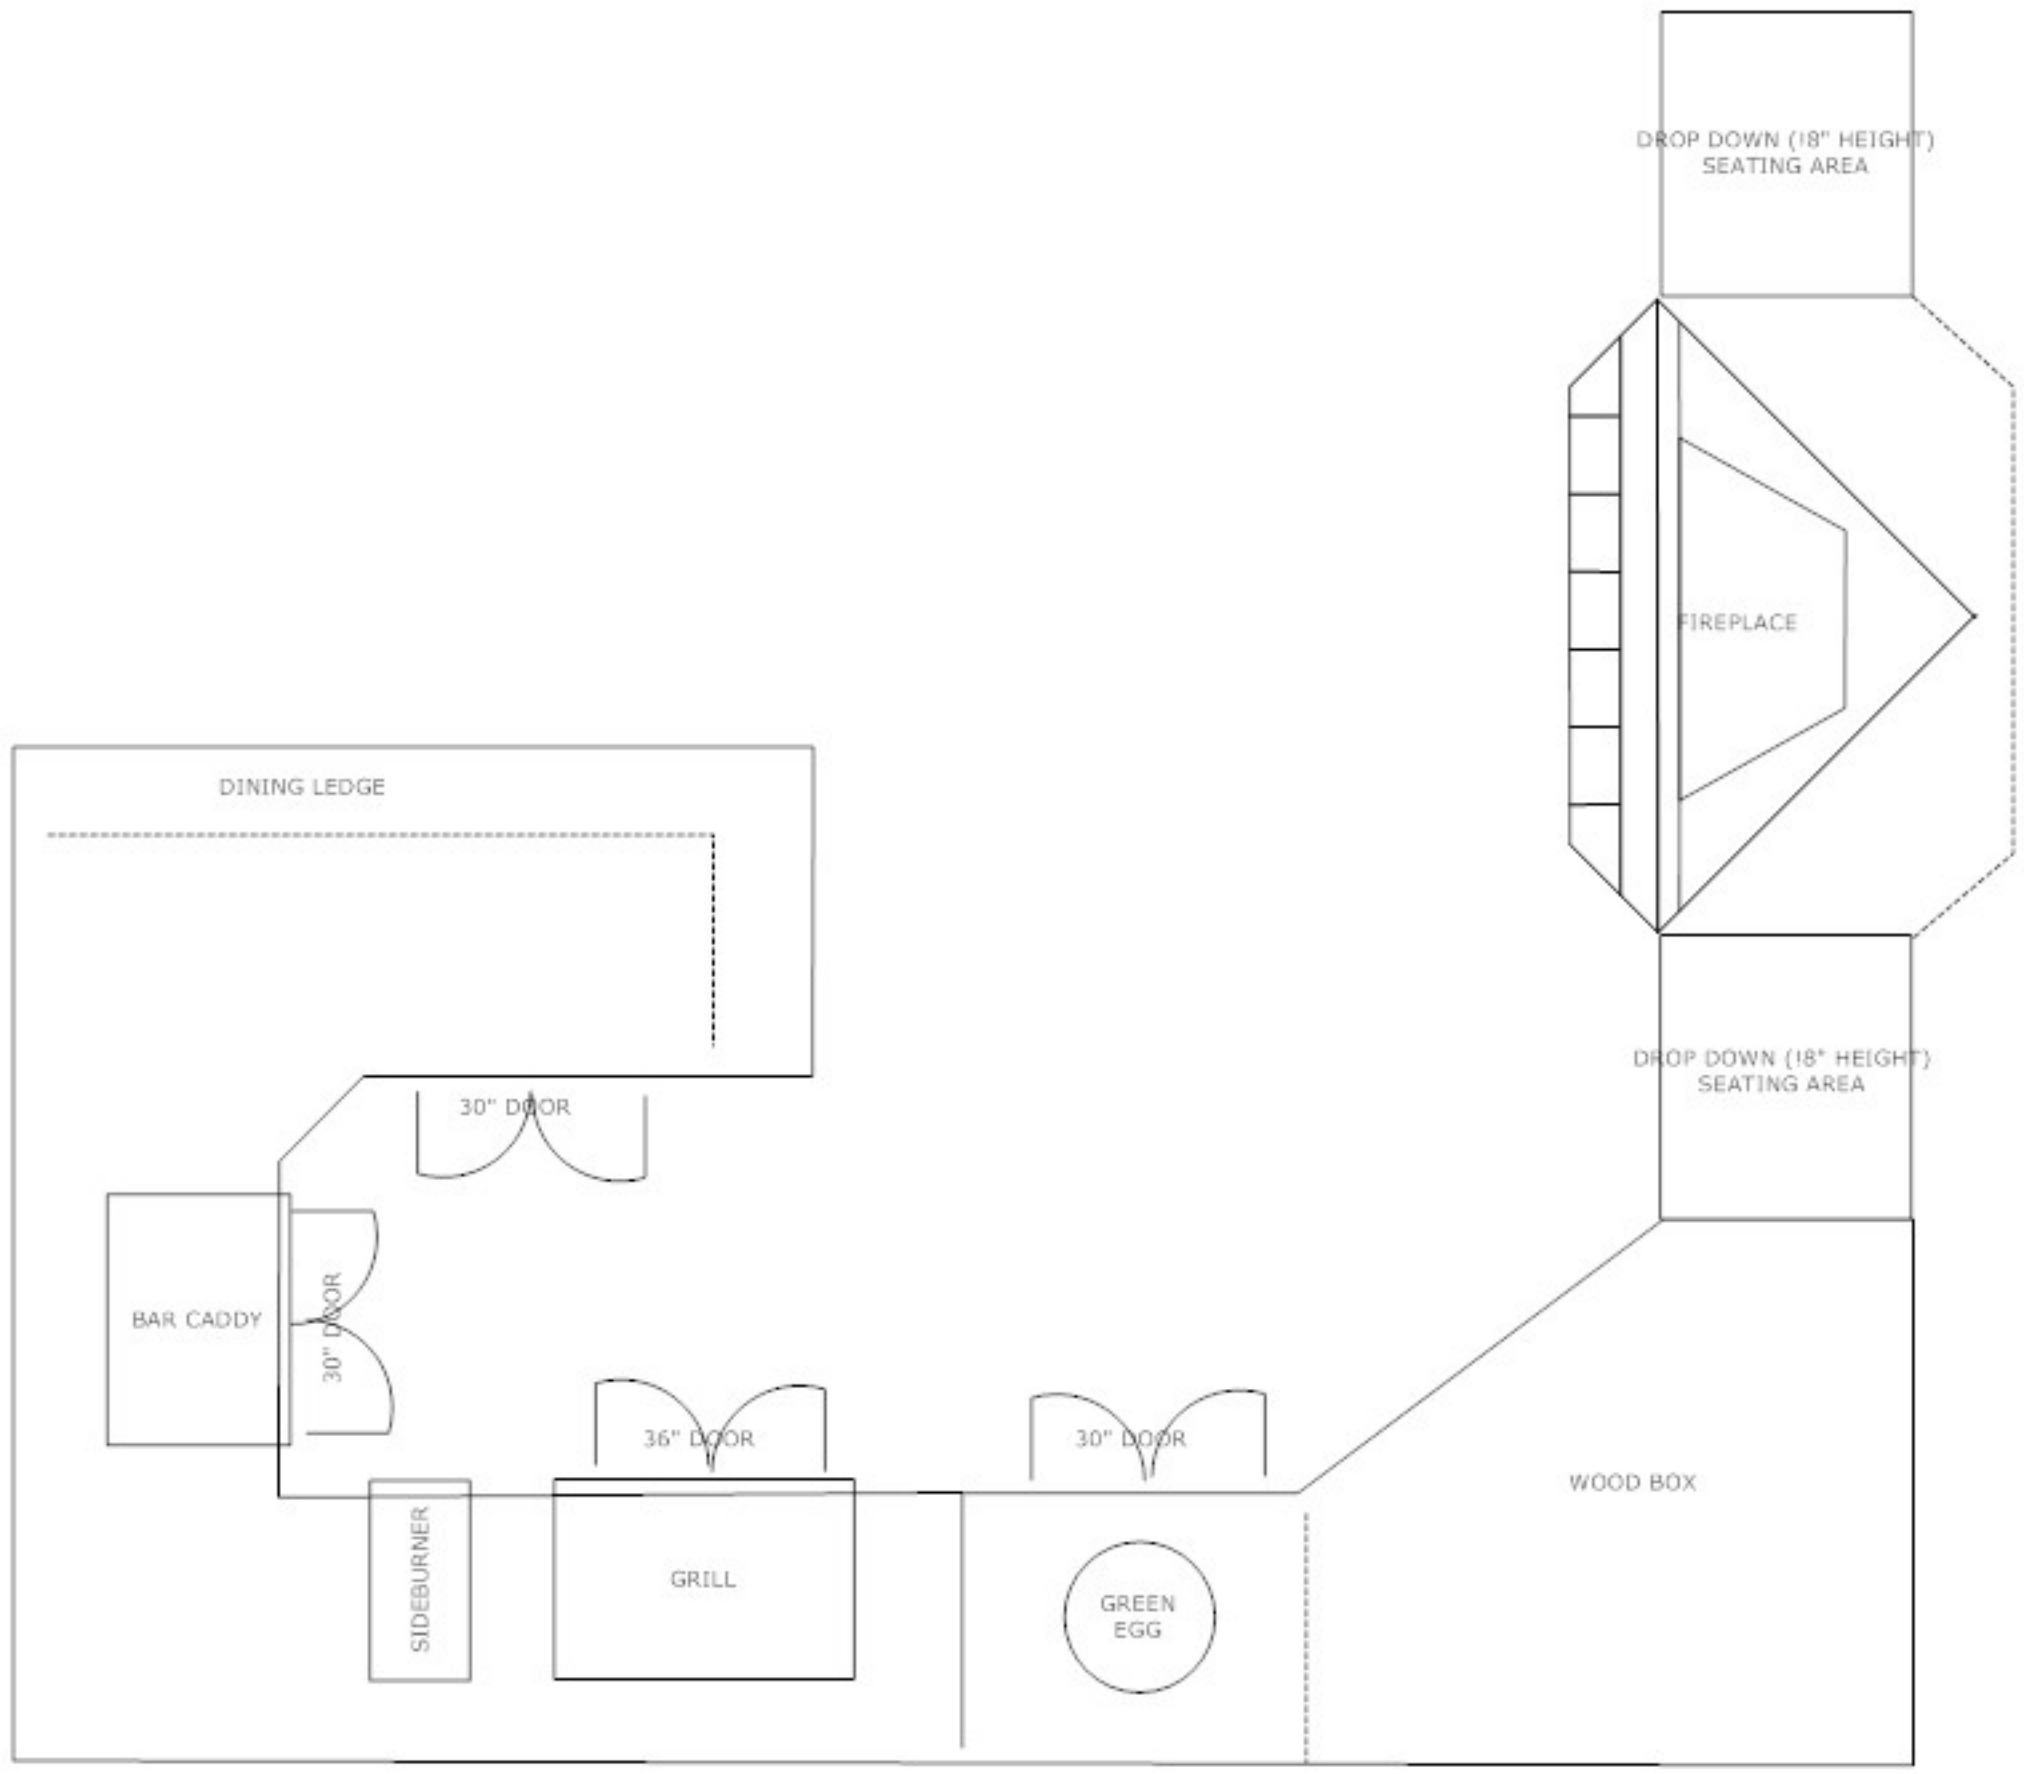 DROP DOWN (!8" HEIGHT)
SEATING AREA
FIREPLACE
DINING LEDGE
DROP DOWN (!8" HEIGHT)
SEATING AREA
30" DOOR
BAR CADDY
30" DOOR
36" DOOR
30" DOOR
WOOD BOX
SIDEBURNER
GRILL
GREEN
EGG